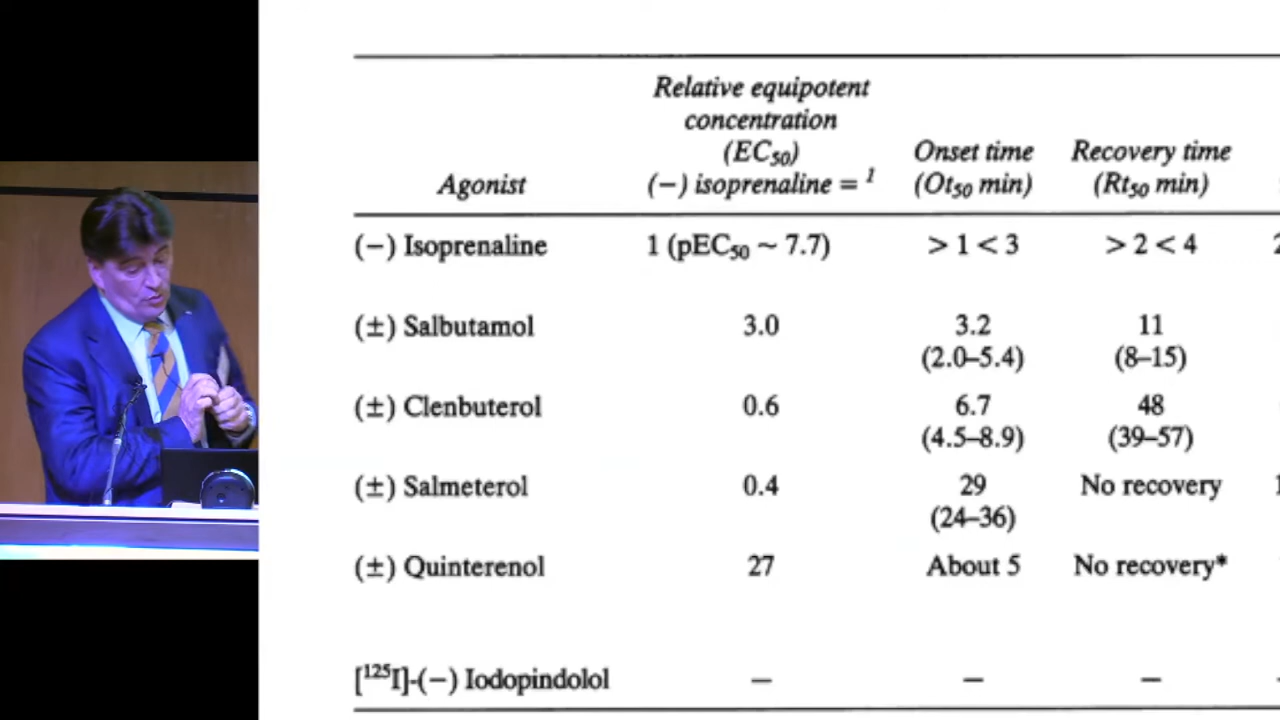 Relative equipotent
concentration
(EC50)
Agonist (−) isoprenaline = 1
Onset time
(Ot50 min)
Recovery time
(Rt50 min)
(−) Isoprenaline 1 (pEC50 ~ 7.7) > 1 < 3 > 2 < 4
(±) Salbutamol 3.0 3.2 11
(2.0–5.4) (8–15)
(±) Clenbuterol 0.6 6.7 48
(4.5–8.9) (39–57)
(±) Salmeterol 0.4 29 No recovery
(24–36)
(±) Quinterenol 27 About 5 No recovery*
[125I]-(−) Iodopindolol – – –